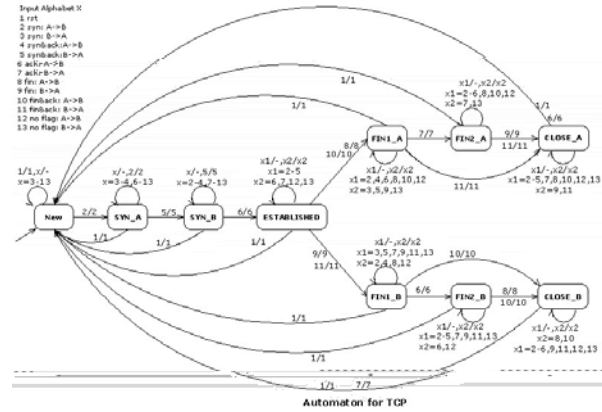 Input Alphabet X
1 rst
2 syn: A->B
3 syn: B->A
4 syn&ack:A->B
5 syn&ack:B->A
6 ack:A->B
7 ack:B->A
8 fin: A->B
9 fin: B->A
10 fin&ack: A->B
11 fin&ack: B->A
12 no flag: A->B
13 no flag: B->A
1/1
1/1
1/1
x1/-,x2/x2
x1=2-6,8,10,12
x2=7,13
6/6
8/8
10/10
FIN1_A
7/7
FIN2_A
9/9
11/11
CLOSE_A
x1/-,x2/x2
x1=2,4,6,8,10,12
x2=3,5,9,13
11/11
x1/-,x2/x2
x1=2-5,7,8,10,12,13
x2=9,11
1/1,x/-
x=3-13
x/-,2/2
x=3-4,6-13
x/-,5/5
x=2-4,7-13
x1/-,x2/x2
x1=2-5
x2=6,7,12,13
New
2/2
SYN_A
5/5
SYN_B
6/6
ESTABLISHED
1/1
1/1
1/1
9/9
11/11
x1/-,x2/x2
x1=3,5,7,9,11,13
x2=2,4,8,12
10/10
FIN1_B
6/6
FIN2_B
8/8
10/10
CLOSE_B
x1/-,x2/x2
x1=2-5,7,9,11,13
x2=6,12
x1/-,x2/x2
x2=8,10
x1=2-6,9,11,12,13
1/1
1/1
1/1
7/7
Automaton for TCP